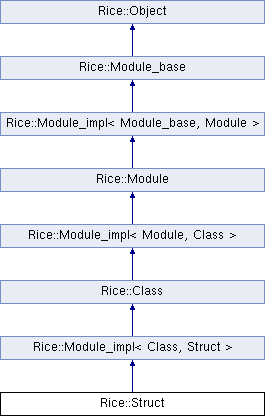 Rice::Object
Rice::Module_base
Rice::Module_impl< Module_base, Module >
Rice::Module
Rice::Module_impl< Module, Class >
Rice::Class
Rice::Module_impl< Class, Struct >
Rice::Struct